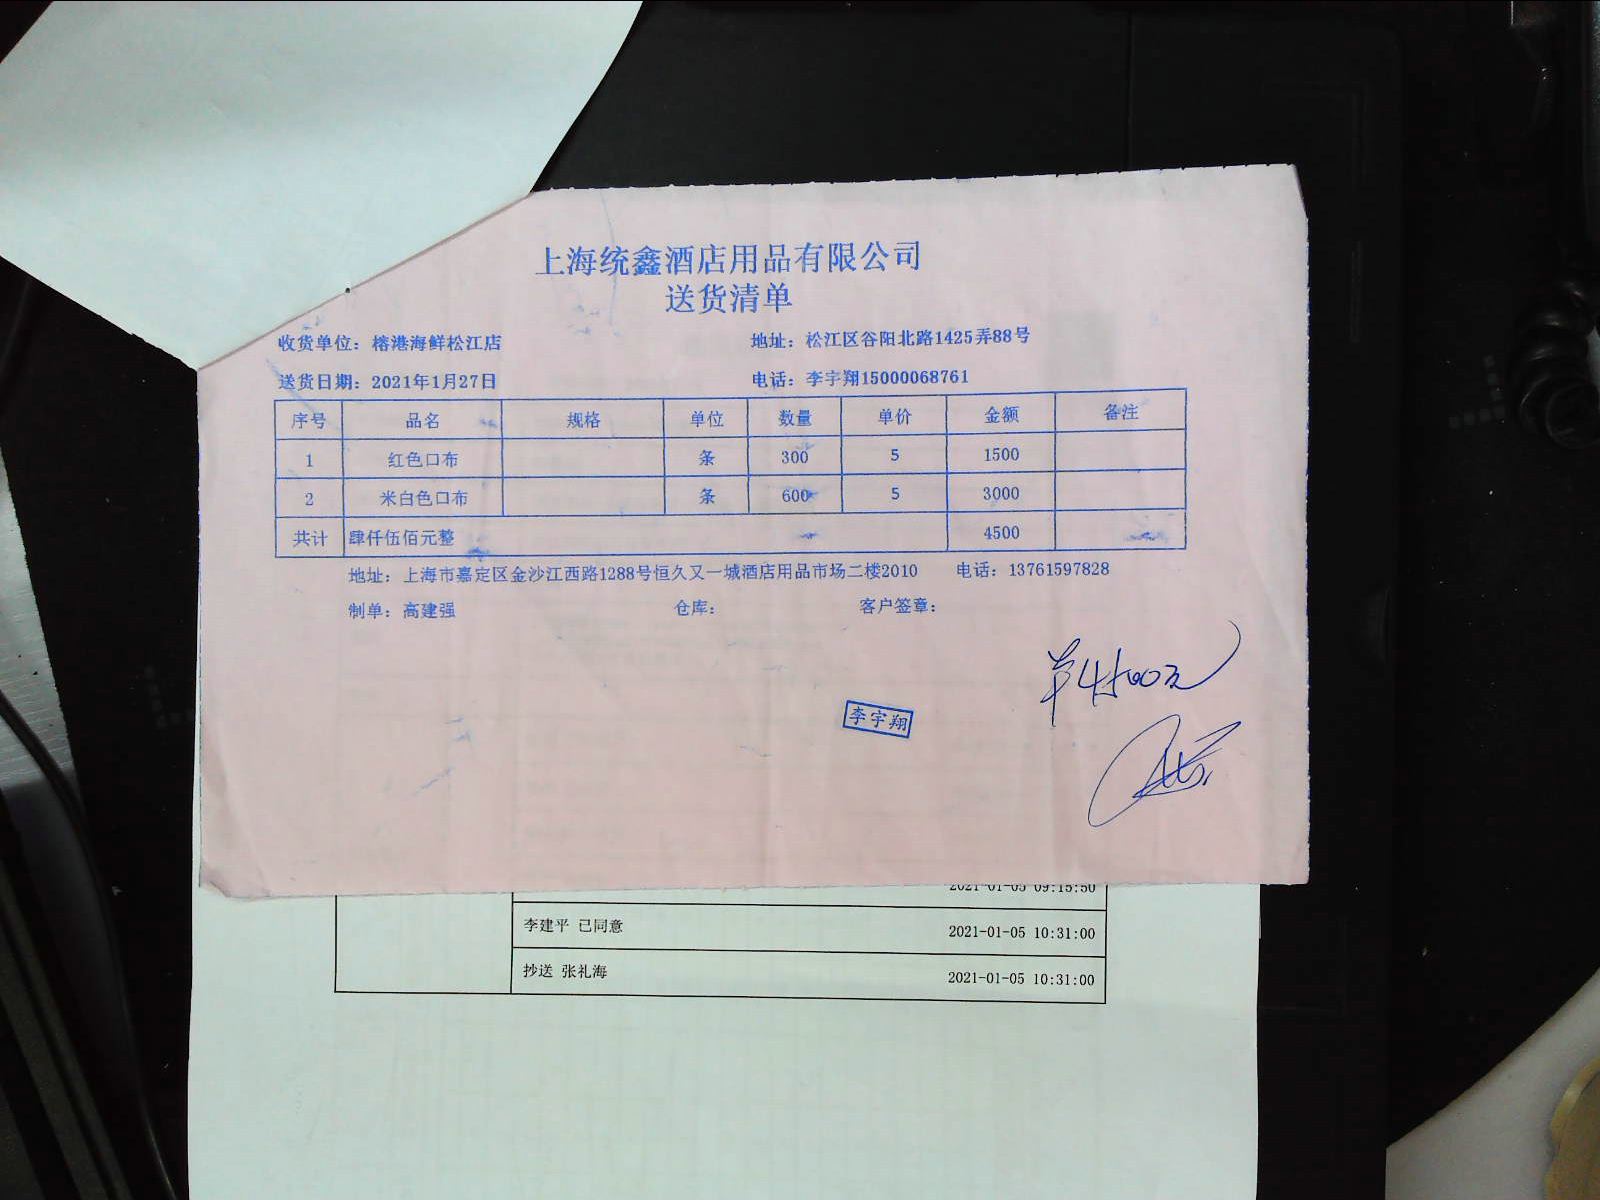 上海统鑫酒店用品有限公司
送货清单
收货单位：榕港海鲜松江店 地址：松江区谷阳北路1425弄88号
送货日期：2021年1月27日 电话：李宇翔15000068761
序号 品名 规格 单位 数量 单价 金额 备注
1 红色口布 条 300 5 1500
2 米白色口布 条 600 5 3000
共计 肆仟伍佰元整 4500
地址：上海市嘉定区金沙江西路1288号恒久又一城酒店用品市场二楼2010 电话：13761597828
制单：高建强 仓库： 客户签章：
4500元
李宇翔
2021-01-05 09:15:50
李建平 已同意 2021-01-05 10:31:00
抄送 张礼海 2021-01-05 10:31:00